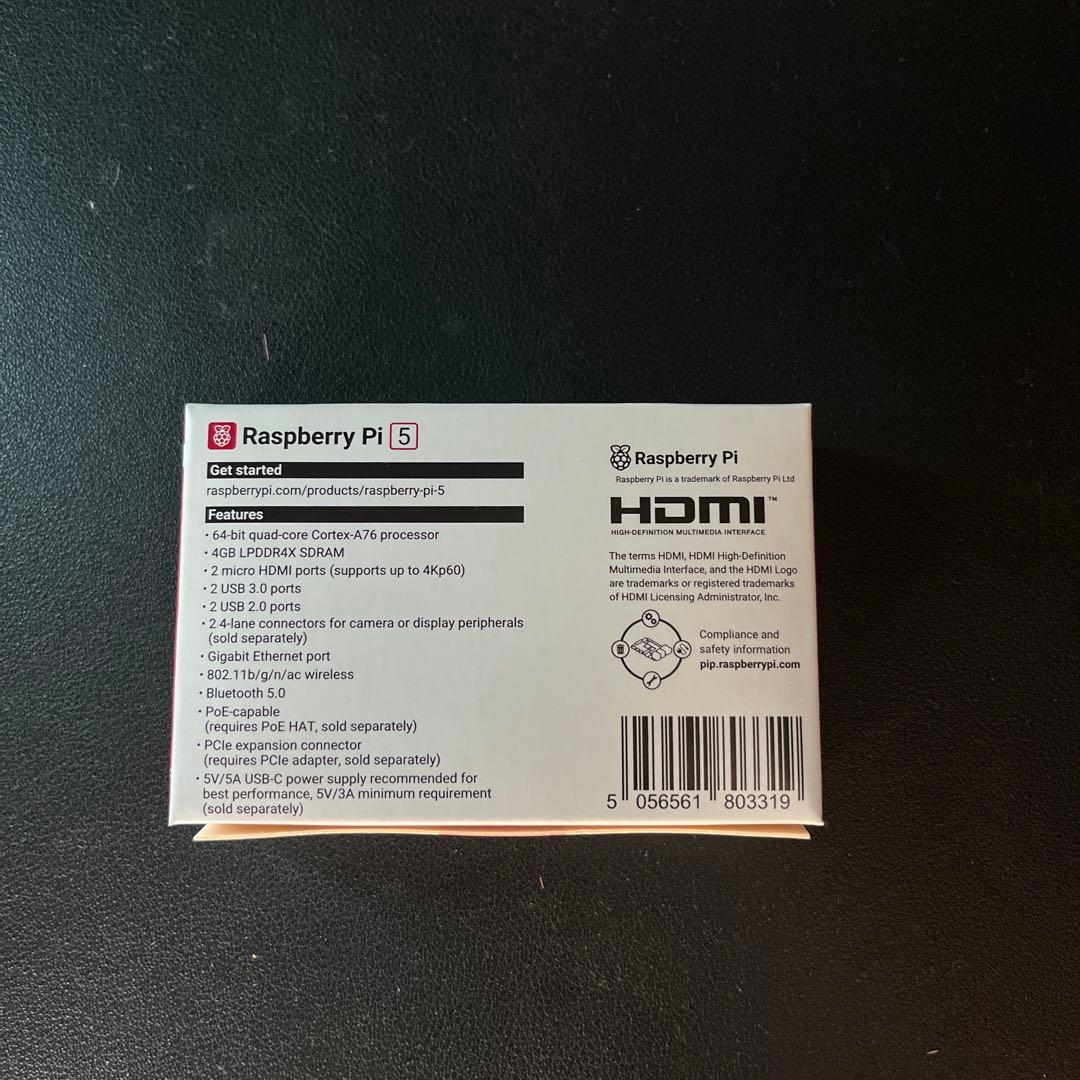 Raspberry Pi 5
Get started
raspberrypi.com/products/raspberry-pi-5
Features
· 64-bit quad-core Cortex-A76 processor
· 4GB LPDDR4X SDRAM
· 2 micro HDMI ports (supports up to 4Kp60)
· 2 USB 3.0 ports
· 2 USB 2.0 ports
· 2 4-lane connectors for camera or display peripherals
(sold separately)
· Gigabit Ethernet port
· 802.11b/g/n/ac wireless
· Bluetooth 5.0
· PoE-capable
(requires PoE HAT, sold separately)
· PCIe expansion connector
(requires PCIe adapter, sold separately)
· 5V/5A USB-C power supply recommended for
best performance, 5V/3A minimum requirement
(sold separately)
Raspberry Pi
Raspberry Pi is a trademark of Raspberry Pi Ltd
HDMI™
HIGH-DEFINITION MULTIMEDIA INTERFACE
The terms HDMI, HDMI High-Definition
Multimedia Interface, and the HDMI Logo
are trademarks or registered trademarks
of HDMI Licensing Administrator, Inc.
Compliance and
safety information
pip.raspberrypi.com
5 056561 803319